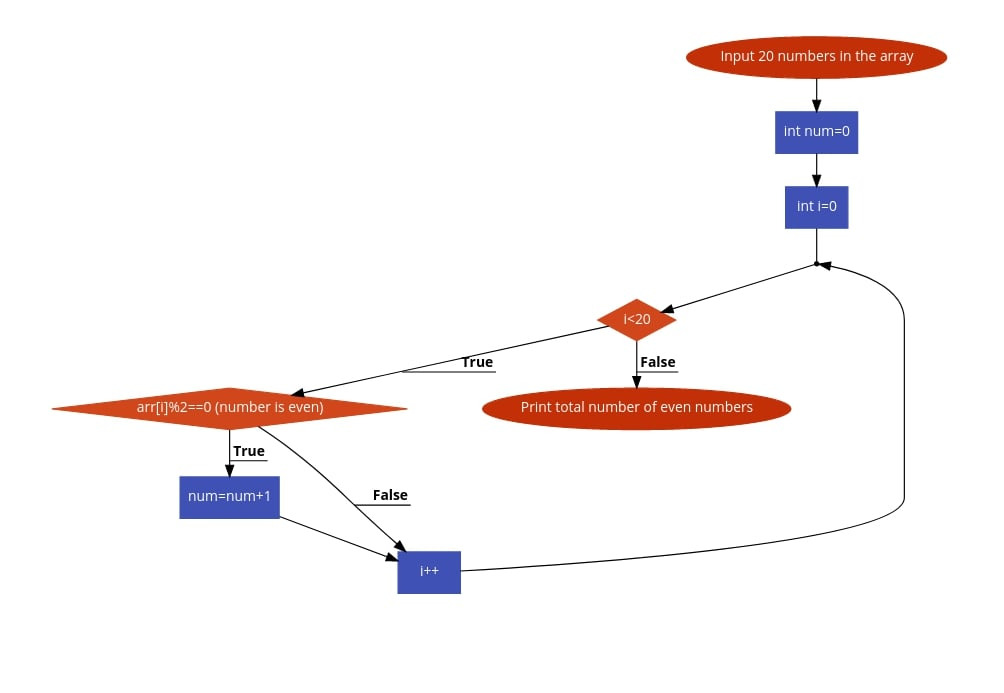 Input 20 numbers in the array
int num=0
int i=0
i<20
True
False
arr[i]%2==0 (number is even)
Print total number of even numbers
True
False
num=num+1
i++